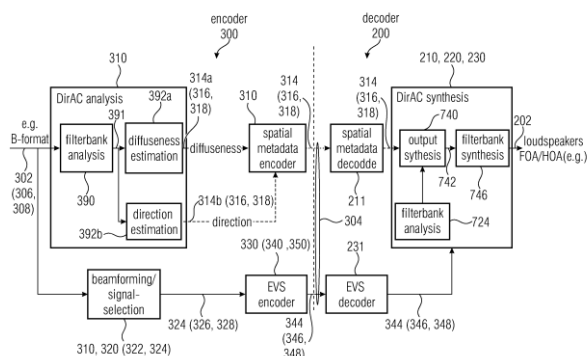 encoder
300
decoder
200
310
DirAC analysis
314a
(316,
318)
392a
391
310
314
(316,
318)
314
(316,
318)
210, 220, 230
DirAC synthesis
740
202
e.g.
B-format
302
(306,
308)
filterbank
analysis
390
diffuseness
estimation
diffuseness
spatial
metadata
encoder
spatial
metadata
decodde
211
output
sythesis
742
filterbank
synthesis
746
loudspeakers
FOA/HOA(e.g.)
392b
direction
estimation
314b (316, 318)
direction
304
filterbank
analysis
724
330 (340, 350)
231
beamforming/
signal-
selection
310, 320 (322, 324)
324 (326, 328)
EVS
encoder
344
(346,
348)
EVS
decoder
344 (346, 348)